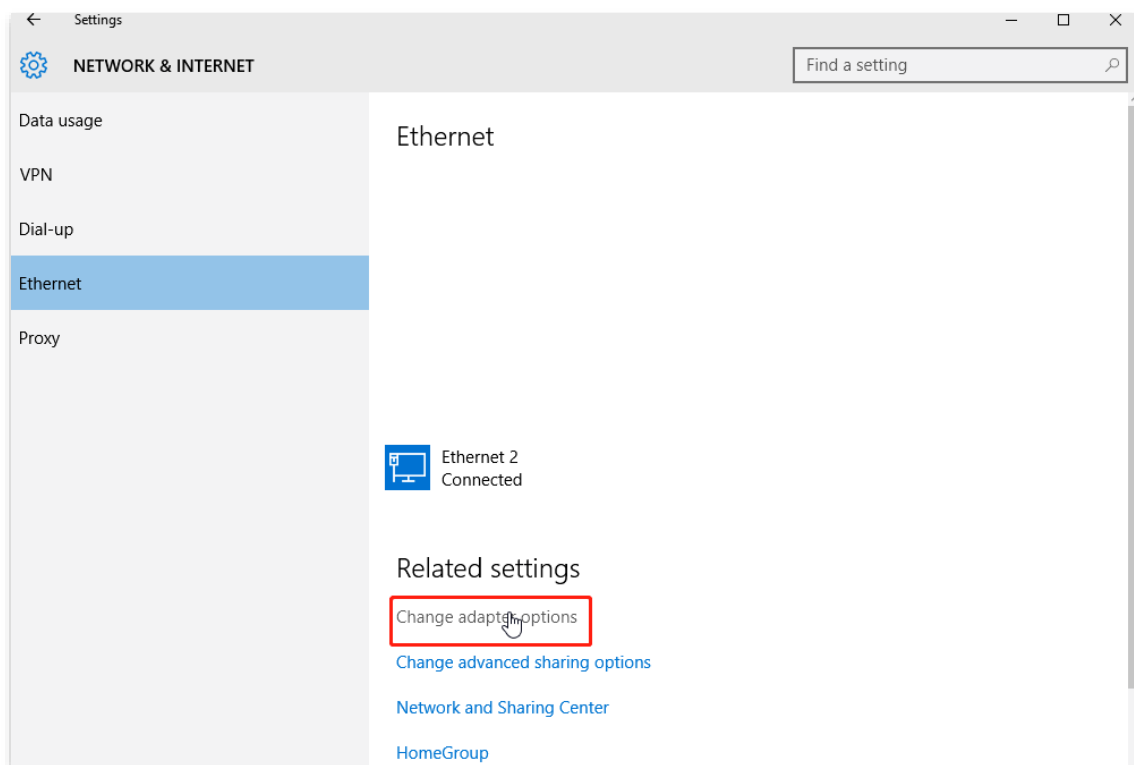 Settings
NETWORK & INTERNET
Find a setting
Data usage
VPN
Dial-up
Ethernet
Proxy
Ethernet
Ethernet 2
Connected
Related settings
Change adapter options
Change advanced sharing options
Network and Sharing Center
HomeGroup